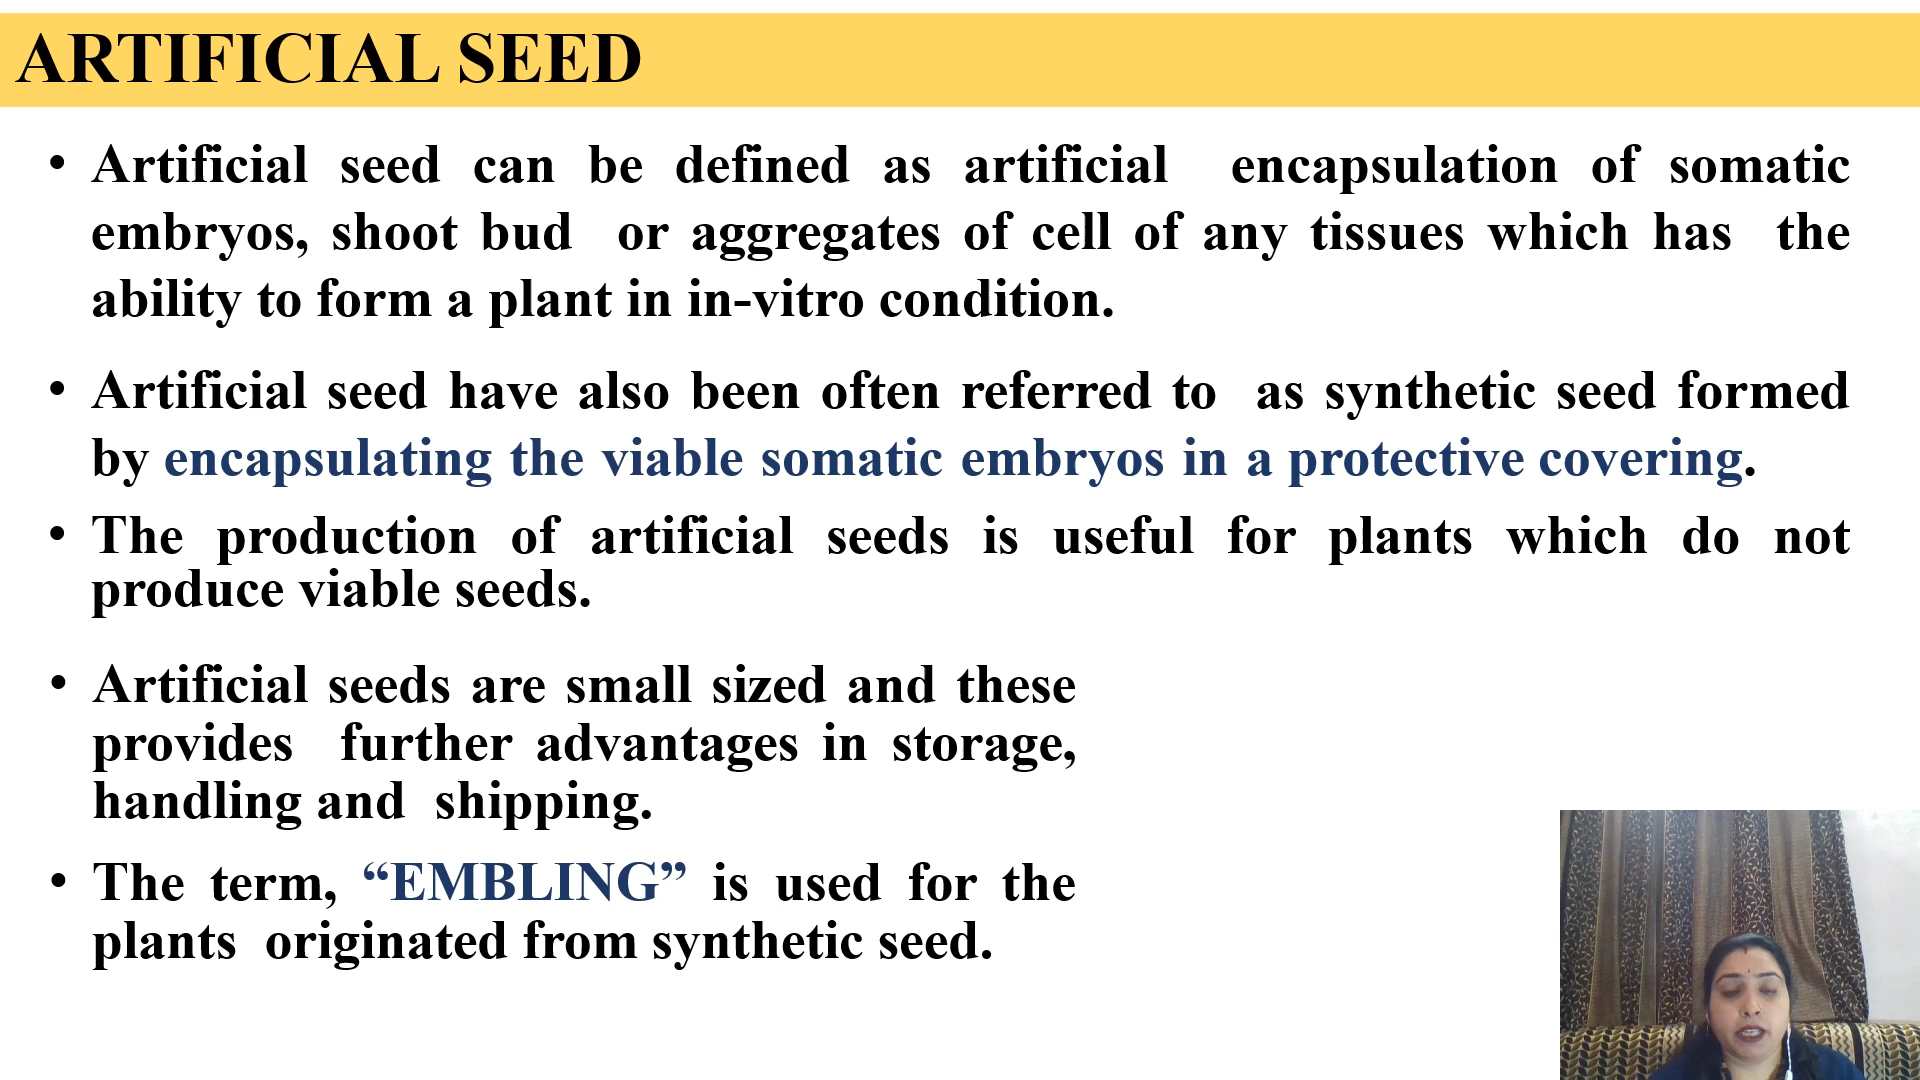 ARTIFICIAL SEED
• Artificial seed can be defined as artificial encapsulation of somatic
embryos, shoot bud or aggregates of cell of any tissues which has the
ability to form a plant in in-vitro condition.
• Artificial seed have also been often referred to as synthetic seed formed
by encapsulating the viable somatic embryos in a protective covering.
• The production of artificial seeds is useful for plants which do not
produce viable seeds.
• Artificial seeds are small sized and these
provides further advantages in storage,
handling and shipping.
• The term, “EMBLING” is used for the
plants originated from synthetic seed.